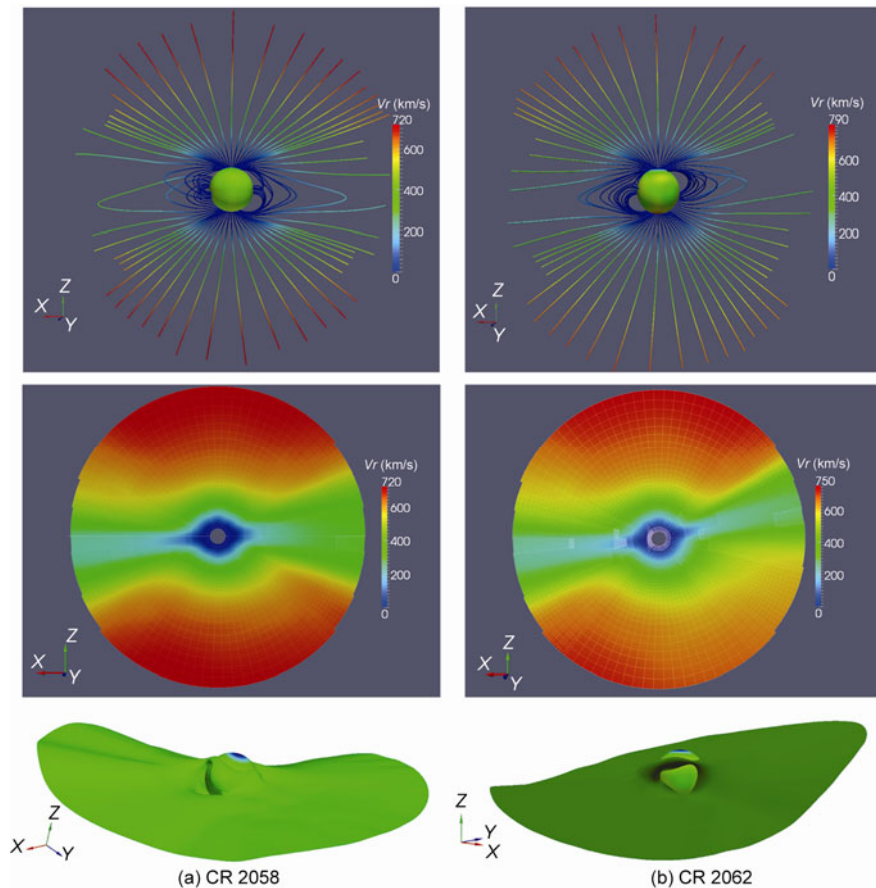 Vr (km/s)
720
600
400
200
0
Z
X
Y
Vr (km/s)
790
600
400
200
0
Z
X
Y
Vr (km/s)
720
600
400
200
0
Z
X
Y
Vr (km/s)
750
600
400
200
0
Z
X
Y
Z
X
Y
(a) CR 2058
Z
Y
X
(b) CR 2062